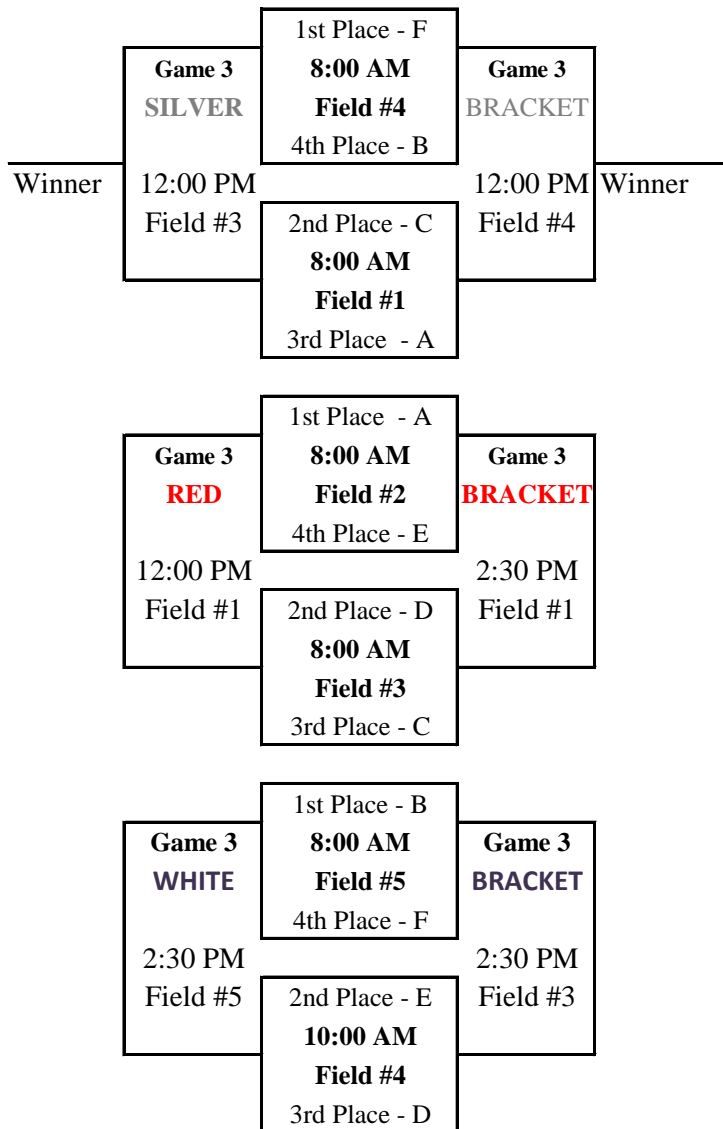 1st Place - F
Game 3 8:00 AM Game 3
SILVER Field #4 BRACKET
4th Place - B
Winner 12:00 PM 12:00 PM Winner
Field #3 2nd Place - C Field #4
8:00 AM
Field #1
3rd Place - A
1st Place - A
Game 3 8:00 AM Game 3
RED Field #2 BRACKET
4th Place - E
12:00 PM 2:30 PM
Field #1 2nd Place - D Field #1
8:00 AM
Field #3
3rd Place - C
1st Place - B
Game 3 8:00 AM Game 3
WHITE Field #5 BRACKET
4th Place - F
2:30 PM 2:30 PM
Field #5 2nd Place - E Field #3
10:00 AM
Field #4
3rd Place - D